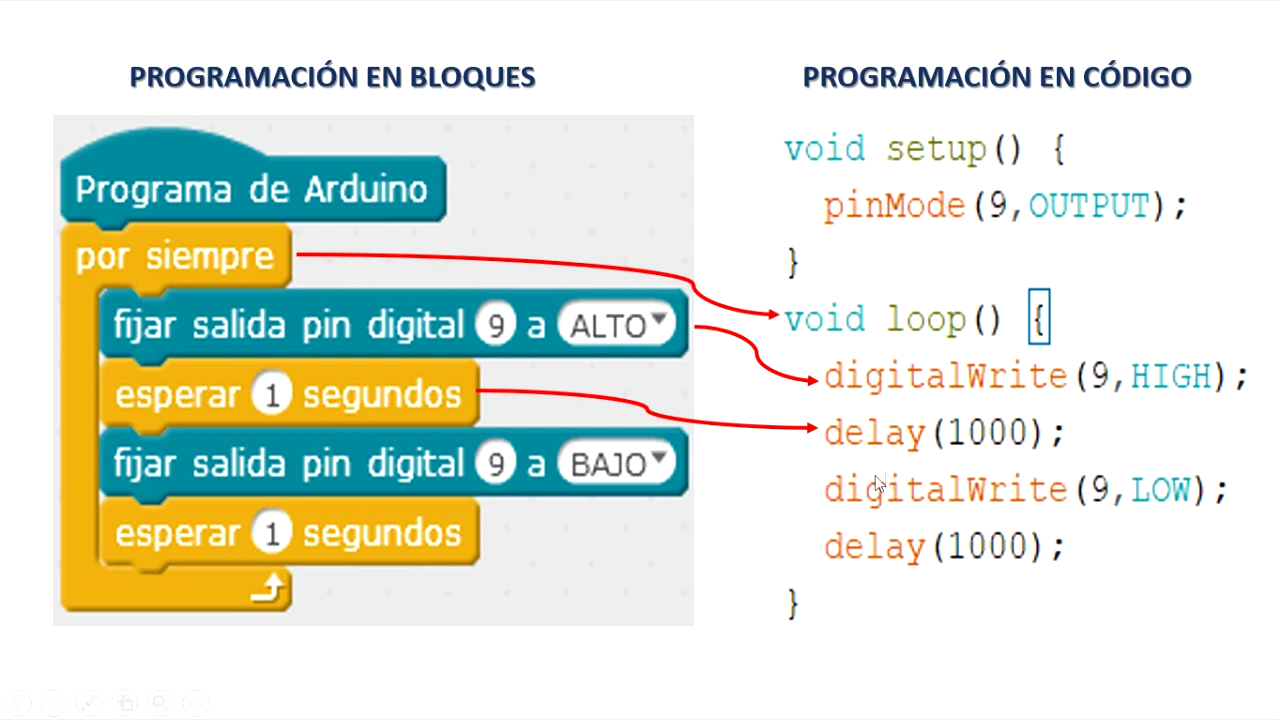 PROGRAMACIÓN EN BLOQUES
Programa de Arduino
por siempre
fijar salida pin digital 9 a ALTO
esperar 1 segundos
fijar salida pin digital 9 a BAJO
esperar 1 segundos
PROGRAMACIÓN EN CÓDIGO
void setup() {
pinMode(9,OUTPUT);
}
void loop() {
digitalWrite(9,HIGH);
delay(1000);
digitalWrite(9,LOW);
delay(1000);
}